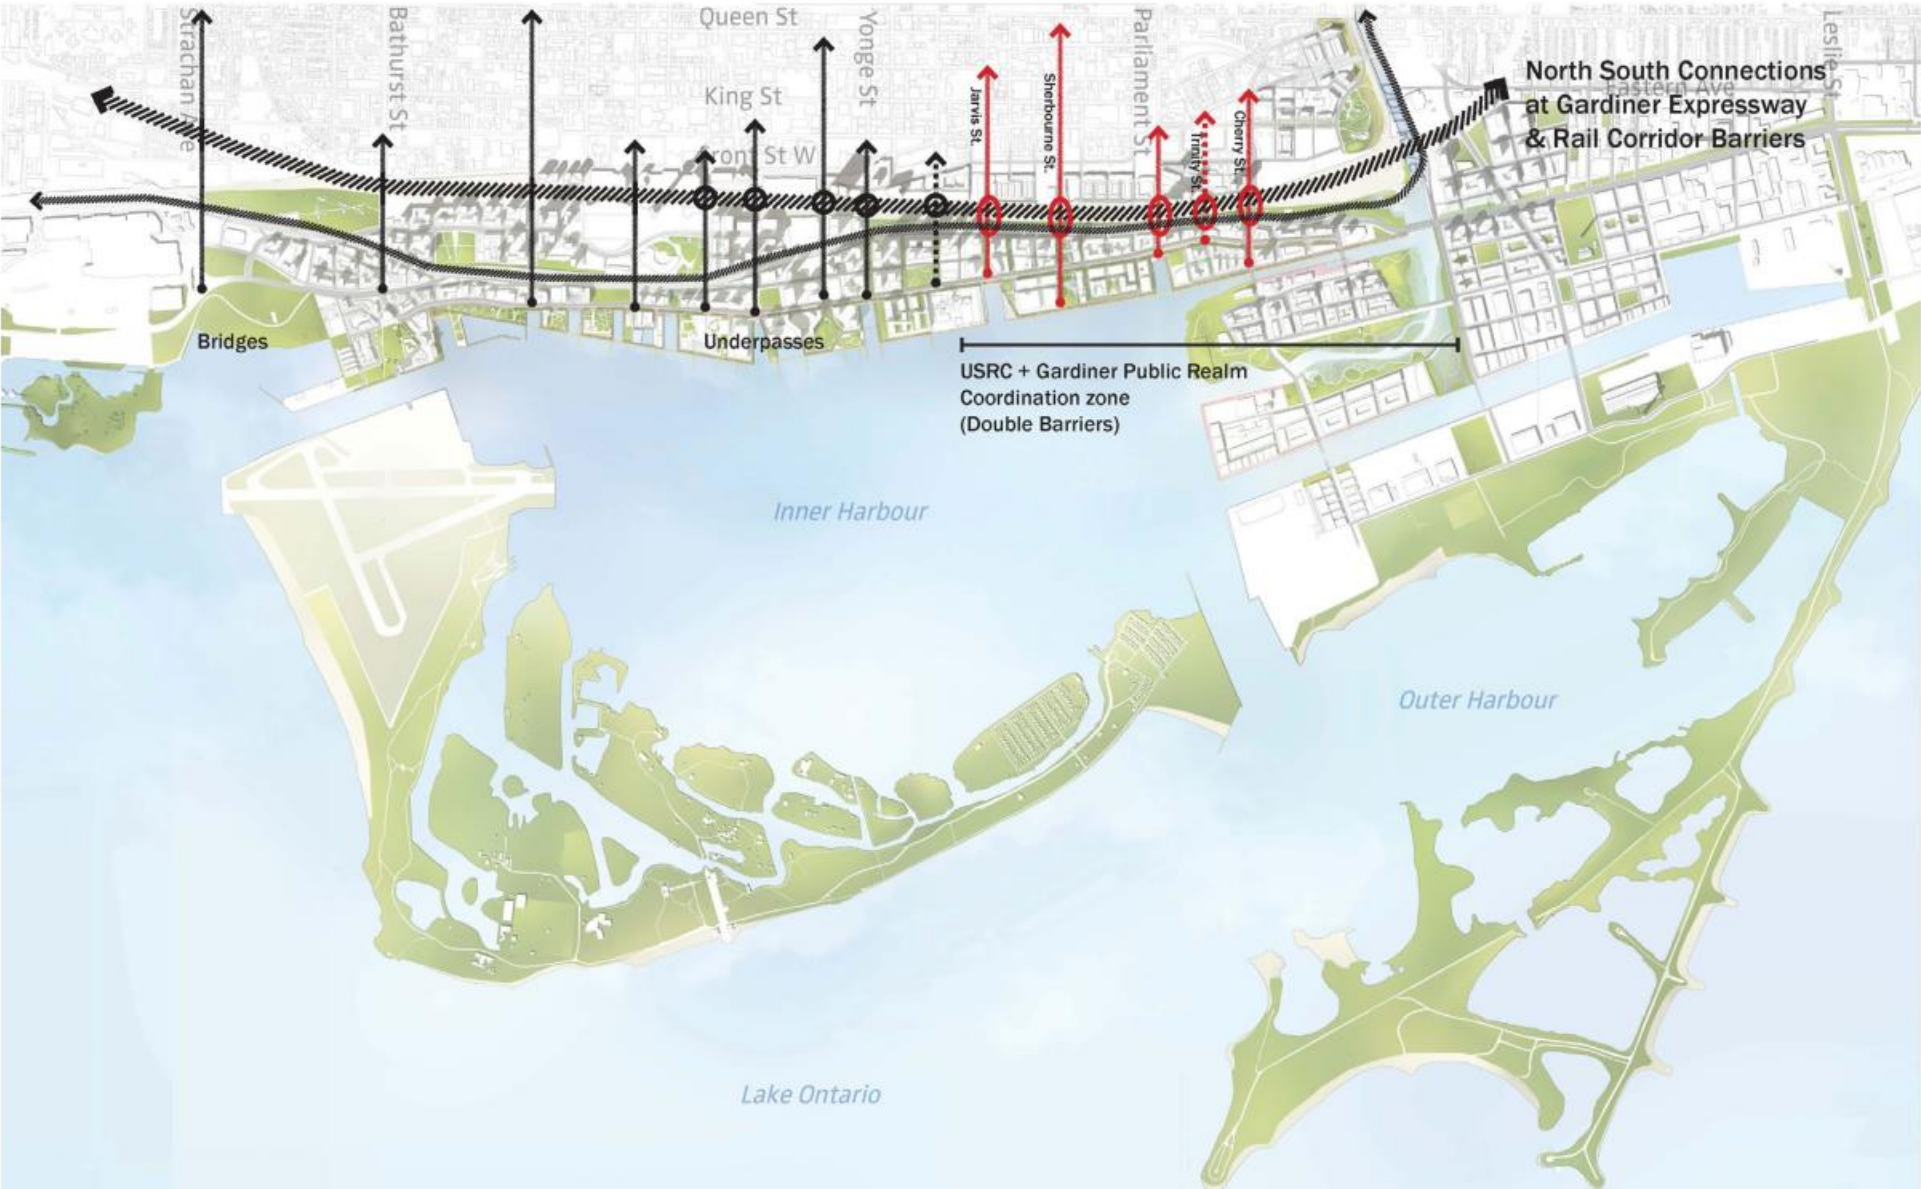 Strachan Ave
Bathurst St
Queen St
King St
Front St W
Yonge St
Jarvis St.
Sherbourne St.
Parliament St
Trinity St.
Cherry St.
Leslie St
Eastern Ave
North South Connections
at Gardiner Expressway
& Rail Corridor Barriers
Bridges
Underpasses
USRC + Gardiner Public Realm
Coordination zone
(Double Barriers)
Inner Harbour
Outer Harbour
Lake Ontario